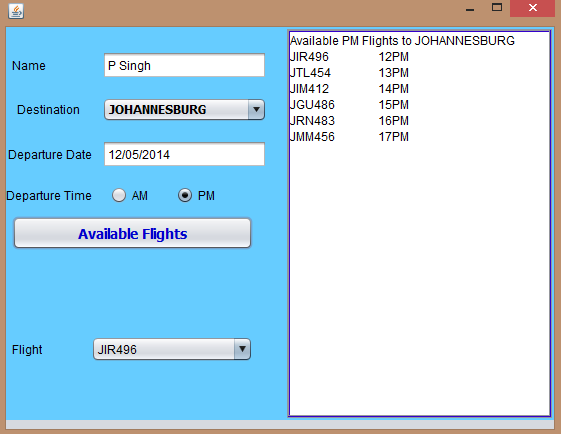 Name P Singh
Destination JOHANNESBURG
Departure Date 12/05/2014
Departure Time AM PM
Available Flights
Flight JIR496
Available PM Flights to JOHANNESBURG
JIR496 12PM
JTL454 13PM
JIM412 14PM
JGU486 15PM
JRN483 16PM
JMM456 17PM